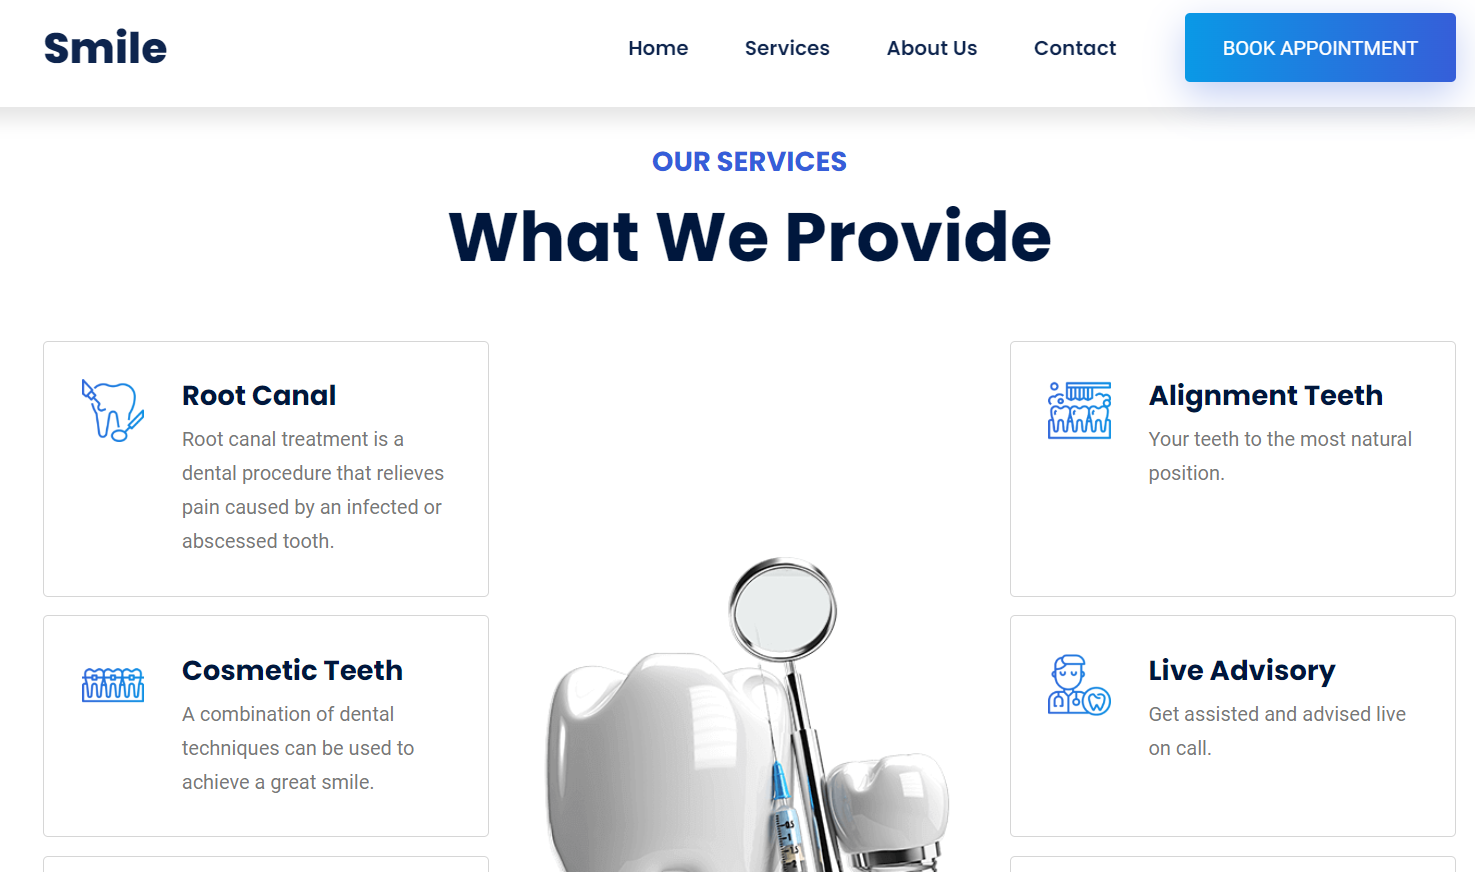 Smile
Home
Services
About Us
Contact
BOOK APPOINTMENT
OUR SERVICES
What We Provide
Root Canal
Root canal treatment is a
dental procedure that relieves
pain caused by an infected or
abscessed tooth.
Alignment Teeth
Your teeth to the most natural
position.
Cosmetic Teeth
A combination of dental
techniques can be used to
achieve a great smile.
Live Advisory
Get assisted and advised live
on call.